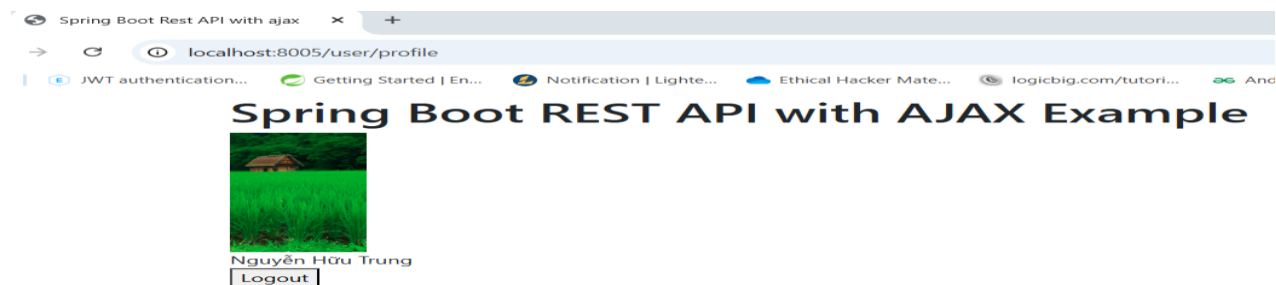 Spring Boot Rest API with ajax
localhost:8005/user/profile
JWT authentication... Getting Started | En... Notification | Lighte... Ethical Hacker Mate... logicbig.com/tutori... And
Spring Boot REST API with AJAX Example
Nguyễn Hữu Trung
Logout